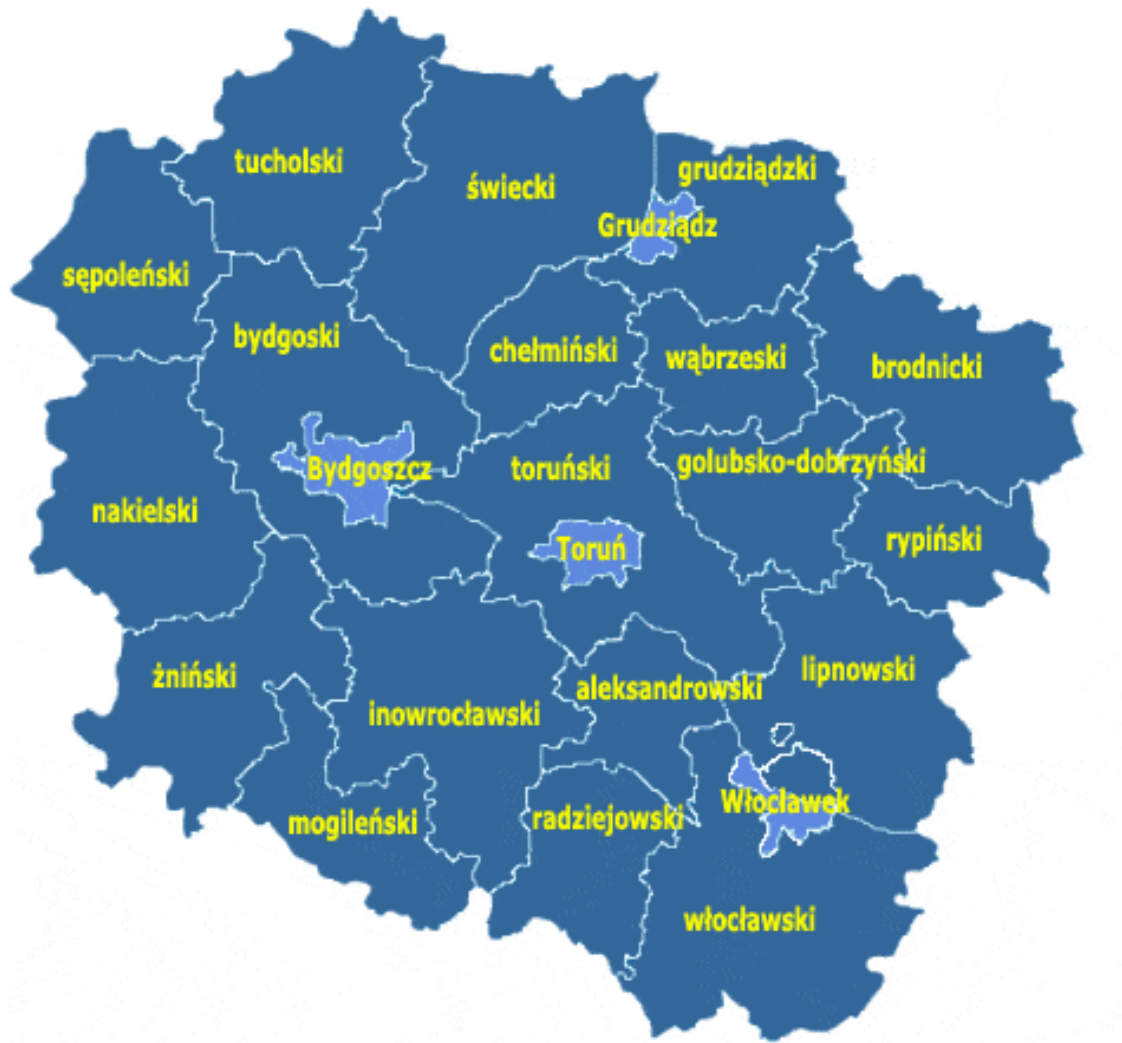 tucholski
grudziądzki
świecki
Grudziądz
sępoleński
bydgoski
chełmiński
wąbrzeski
brodnicki
Bydgoszcz
toruński
golubsko-dobrzyński
nakielski
Toruń
rypiński
żniński
aleksandrowski
lipnowski
inowrocławski
mogileński
radziejowski
Włocławek
włocławski